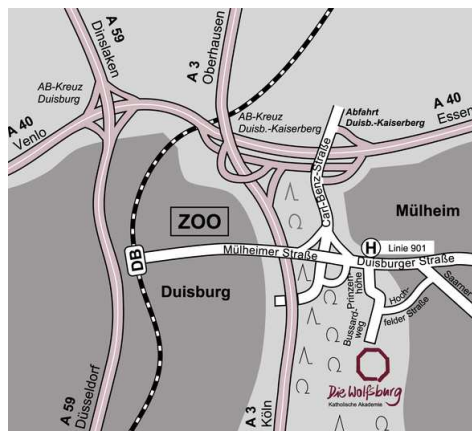 A 59
Dinslaken
A 3
Oberhausen
AB-Kreuz
Duisburg
AB-Kreuz
Duisb.-Kaiserberg
Abfahrt
Duisb.-Kaiserberg
A 40
Venlo
A 40
Essen
Carl-Benz-Straße
ZOO
Mülheim
Mülheimer Straße
H
Linie 901
Duisburger Straße
DB
Saarner
Duisburg
Prinzen-
höhe
Bussard-
weg
Hoch-
felder Straße
A 59
Düsseldorf
A 3
Köln
Die Wolfsburg
Katholische Akademie